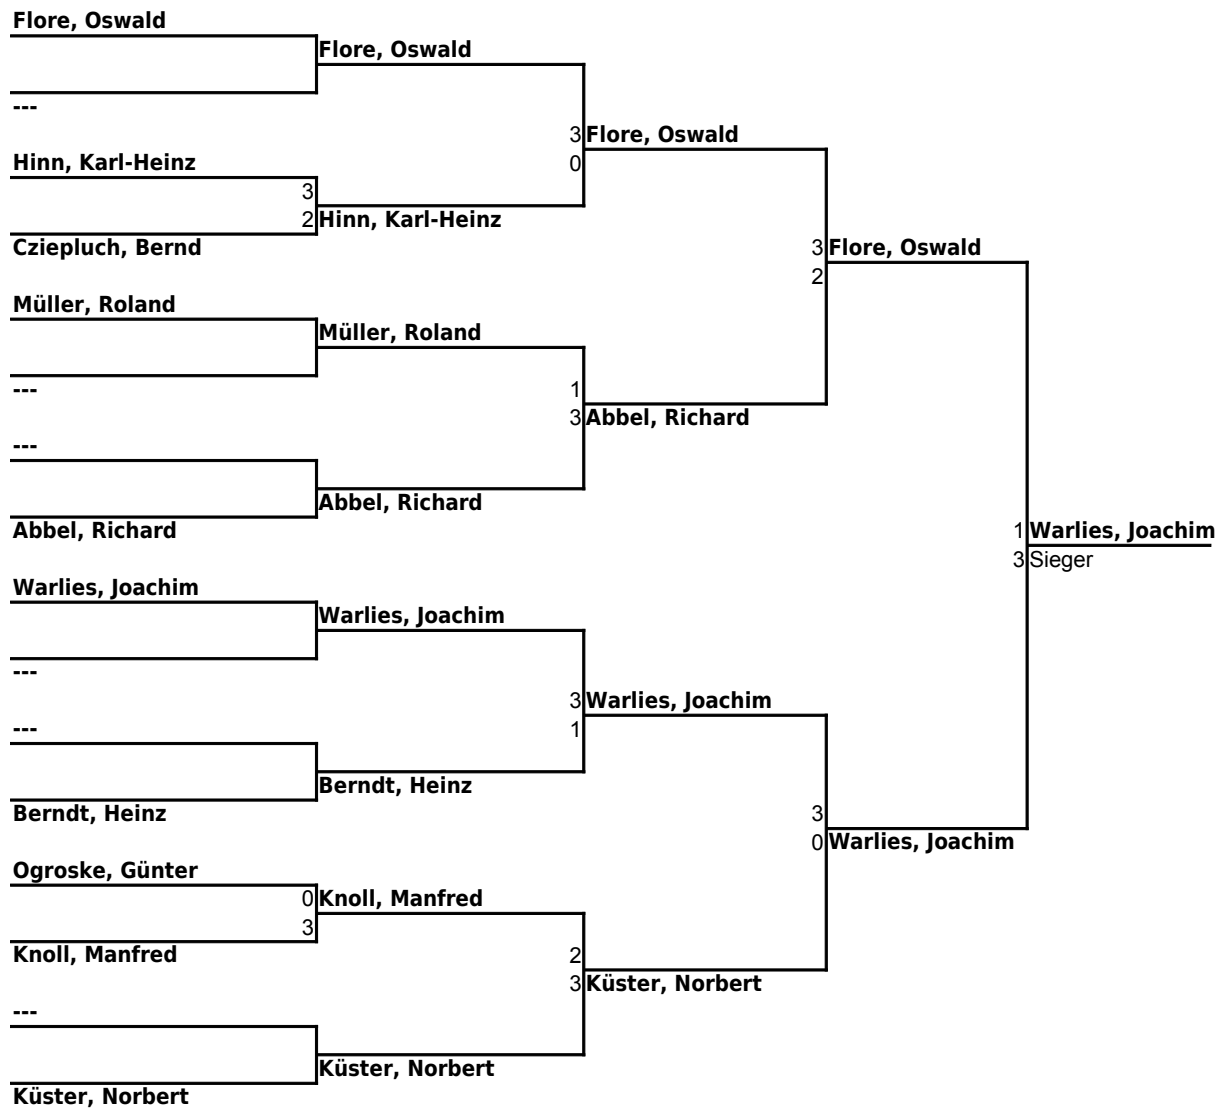 Flore, Oswald
Flore, Oswald
---
3 Flore, Oswald
Hinn, Karl-Heinz
0
3
2 Hinn, Karl-Heinz
Cziepluch, Bernd
3 Flore, Oswald
2
Müller, Roland
Müller, Roland
---
1
3 Abbel, Richard
---
Abbel, Richard
Abbel, Richard
1 Warlies, Joachim
3 Sieger
Warlies, Joachim
Warlies, Joachim
---
3 Warlies, Joachim
---
1
Berndt, Heinz
Berndt, Heinz
3
0 Warlies, Joachim
Ogroske, Günter
0 Knoll, Manfred
3
Knoll, Manfred
2
3 Küster, Norbert
---
Küster, Norbert
Küster, Norbert